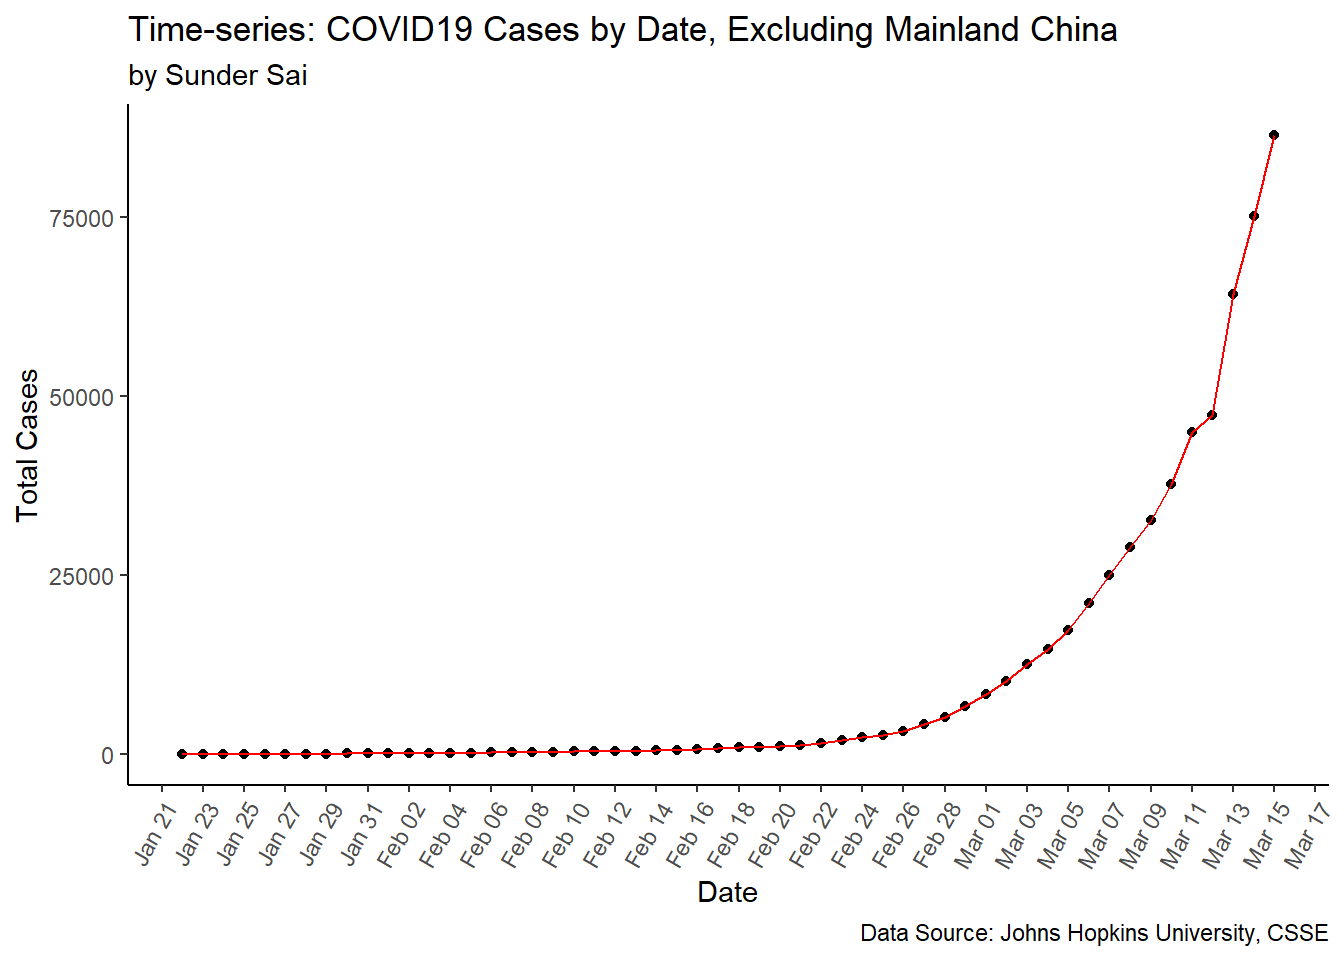 Time-series: COVID19 Cases by Date, Excluding Mainland China
by Sunder Sai
75000
50000
25000
0
Total Cases
Jan 21
Jan 23
Jan 25
Jan 27
Jan 29
Jan 31
Feb 02
Feb 04
Feb 06
Feb 08
Feb 10
Feb 12
Feb 14
Feb 16
Feb 18
Feb 20
Feb 22
Feb 24
Feb 26
Feb 28
Mar 01
Mar 03
Mar 05
Mar 07
Mar 09
Mar 11
Mar 13
Mar 15
Mar 17
Date
Data Source: Johns Hopkins University, CSSE